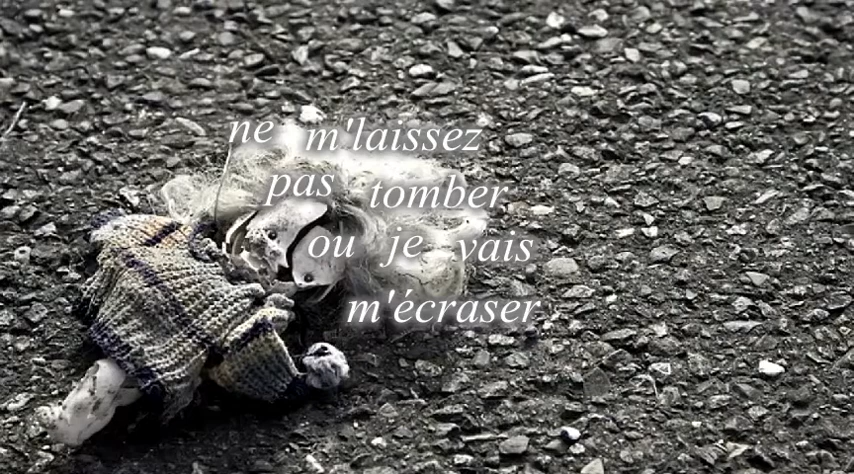 ne m'laissez
pas tomber
ou je vais
m'écraser